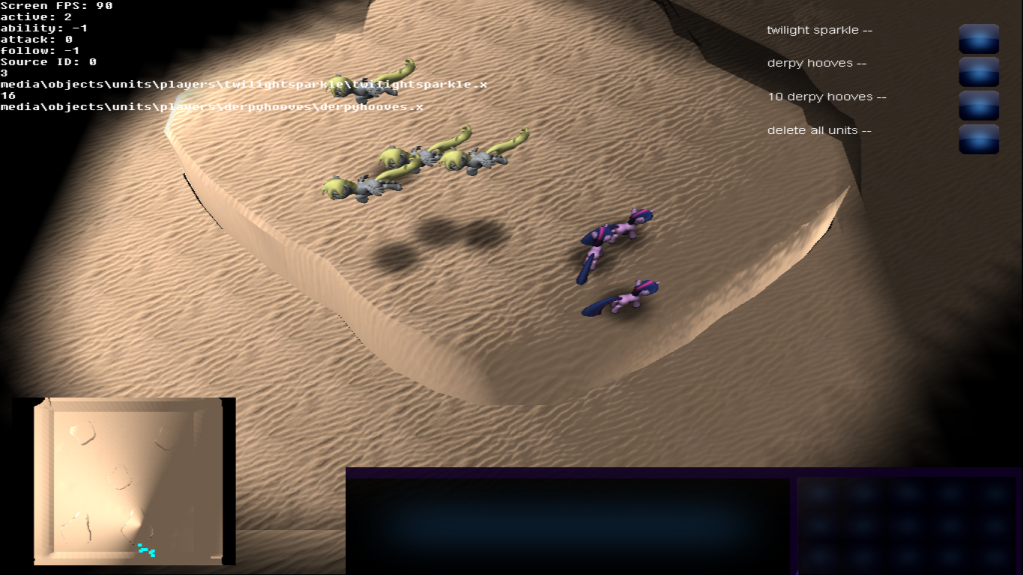 Screen FPS: 90
active: 2
ability: -1
attack: 0
follow: -1
Source ID: 0
3
media\objects\units\players\twilightsparkle\twilightsparkle.x
16
media\objects\units\players\derpyhooves\derpyhooves.x
twilight sparkle --
derpy hooves --
10 derpy hooves --
delete all units --